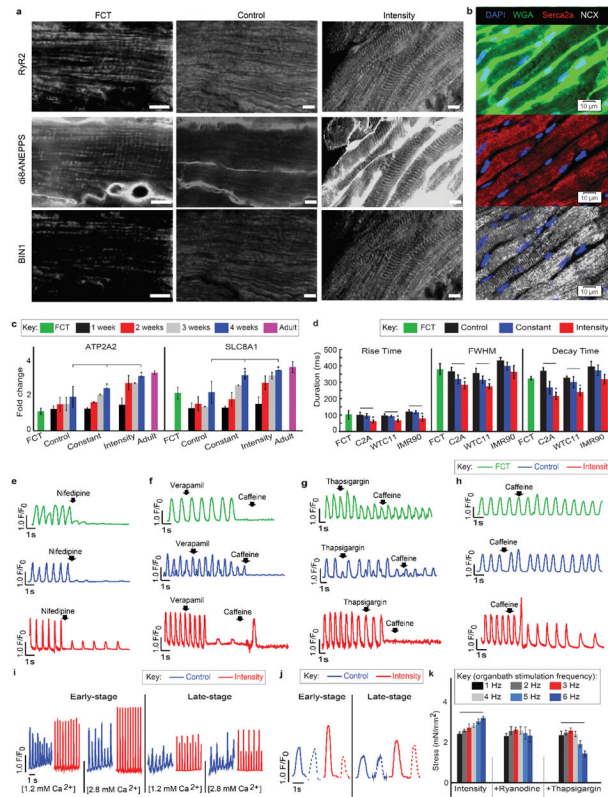 a
FCT Control Intensity
RyR2
di8ANEPPS
BIN1
b
DAPI WGA Serca2a NCX
10 µm
10 µm
10 µm
c
Key: FCT 1 week 2 weeks 3 weeks 4 weeks Adult
ATP2A2 SLC8A1
Fold change
6
4
2
0
FCT Control Constant Intensity Adult FCT Control Constant Intensity Adult
d
Key: FCT Control Constant Intensity
Rise Time FWHM Decay Time
Duration (ms)
FCT C2A WTC11 IMR90 FCT C2A WTC11 IMR90 FCT C2A WTC11 IMR90
Key: FCT Control Intensity
e
Nifedipine
1.0 F/F0
1s
Nifedipine
1.0 F/F0
1s
Nifedipine
1.0 F/F0
1s
f
Verapamil Caffeine
1.0 F/F0
1s
Verapamil Caffeine
1.0 F/F0
1s
Verapamil Caffeine
1.0 F/F0
1s
g
Thapsigargin Caffeine
1.0 F/F0
1s
Thapsigargin Caffeine
1.0 F/F0
1s
Thapsigargin Caffeine
1.0 F/F0
1s
h
Caffeine
1.0 F/F0
1s
Caffeine
1.0 F/F0
1s
Caffeine
1.0 F/F0
1s
i
Key: Control Intensity
Early-stage Late-stage
1.0 F/F0
1 s
[1.2 mM Ca2+] [2.8 mM Ca2+] [1.2 mM Ca2+] [2.8 mM Ca2+]
j
Key: Control Intensity
Early-stage Late-stage
1.0 F/F0
1s
k
Key (organbath stimulation frequency):
1 Hz 2 Hz 3 Hz
4 Hz 5 Hz 6 Hz
Stress (mN/mm2)
4
2
0
Intensity +Ryanodine +Thapsigargin